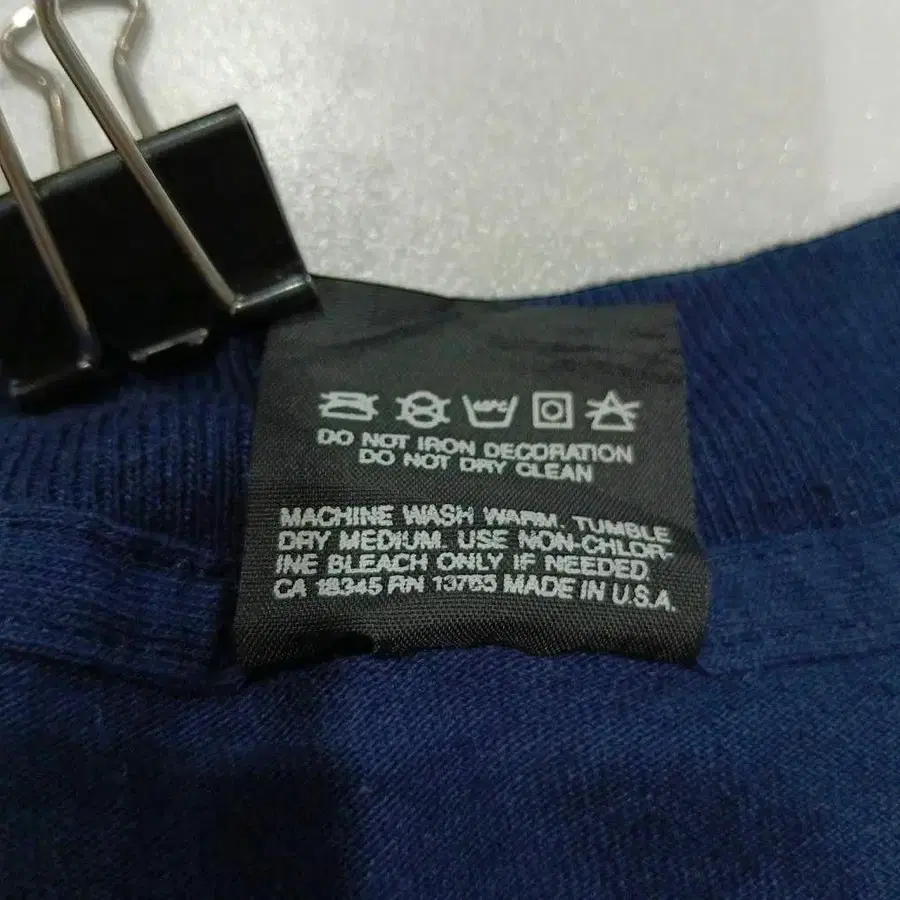 DO NOT IRON DECORATION
DO NOT DRY CLEAN
MACHINE WASH WARM. TUMBLE
DRY MEDIUM. USE NON-CHLOR-
INE BLEACH ONLY IF NEEDED.
CA 18345 RN 13765 MADE IN U.S.A.